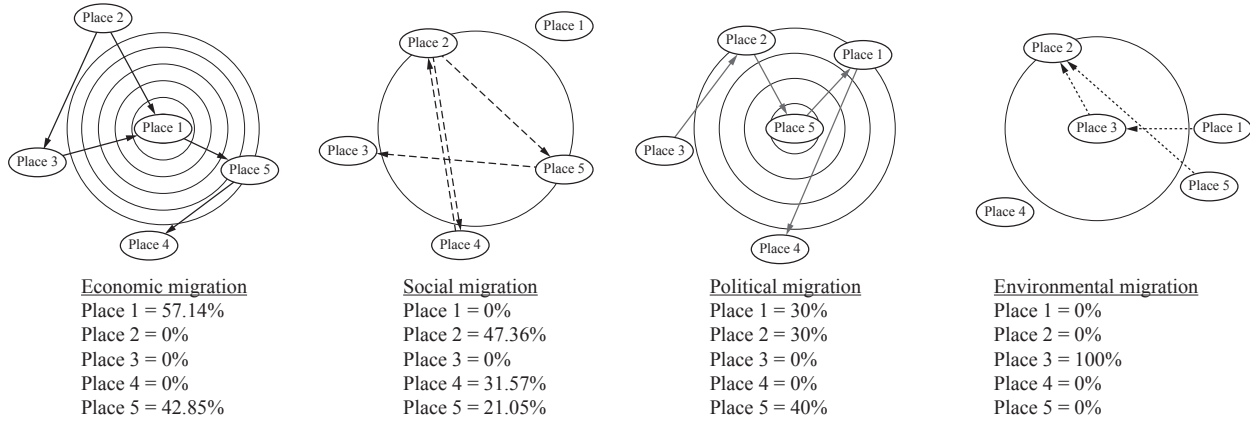 Place 2
Place 1
Place 3
Place 5
Place 4
Economic migration
Place 1 = 57.14%
Place 2 = 0%
Place 3 = 0%
Place 4 = 0%
Place 5 = 42.85%
Place 1
Place 2
Place 3
Place 5
Place 4
Social migration
Place 1 = 0%
Place 2 = 47.36%
Place 3 = 0%
Place 4 = 31.57%
Place 5 = 21.05%
Place 2
Place 1
Place 5
Place 3
Place 4
Political migration
Place 1 = 30%
Place 2 = 30%
Place 3 = 0%
Place 4 = 0%
Place 5 = 40%
Place 2
Place 3
Place 1
Place 5
Place 4
Environmental migration
Place 1 = 0%
Place 2 = 0%
Place 3 = 100%
Place 4 = 0%
Place 5 = 0%